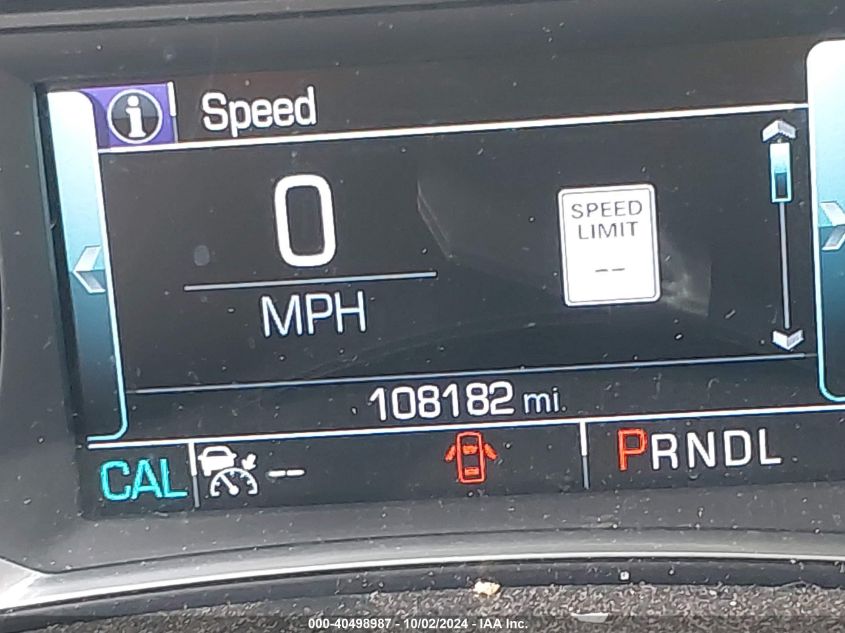 i Speed
0
MPH
SPEED
LIMIT
--
108182 mi.
CAL -- PRNDL
000-40498987 - 10/02/2024 - IAA Inc.